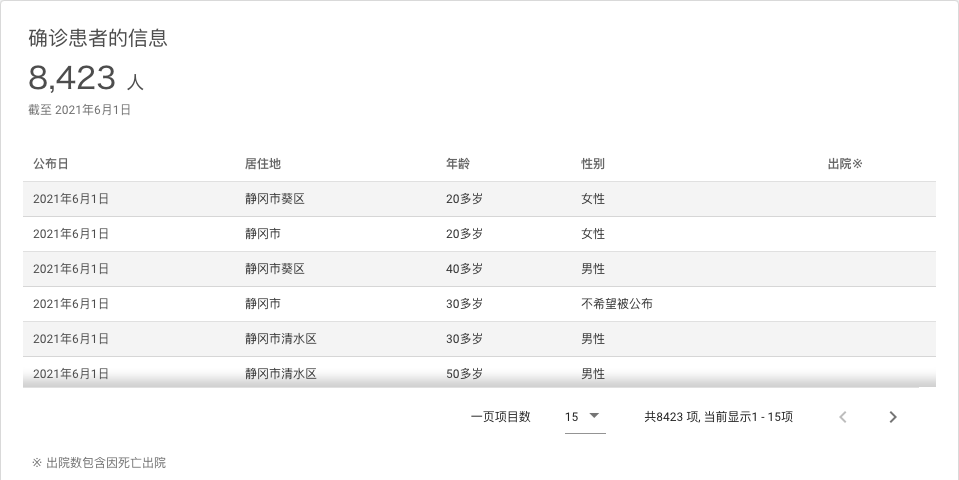 确诊患者的信息
8,423 人
截至 2021年6月1日
公布日 居住地 年龄 性别 出院※
2021年6月1日 静冈市葵区 20多岁 女性
2021年6月1日 静冈市 20多岁 女性
2021年6月1日 静冈市葵区 40多岁 男性
2021年6月1日 静冈市 30多岁 不希望被公布
2021年6月1日 静冈市清水区 30多岁 男性
2021年6月1日 静冈市清水区 50多岁 男性
一页项目数 15 共8423 项, 当前显示1 - 15项
※ 出院数包含因死亡出院